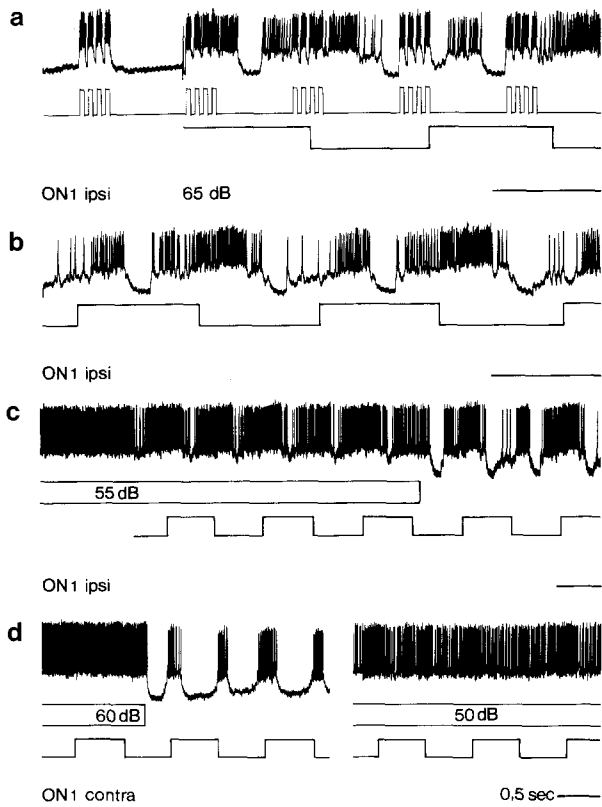 a
ON1 ipsi 65 dB
b
ON1 ipsi
c
55 dB
ON1 ipsi
d
60 dB 50 dB
ON1 contra 0,5 sec